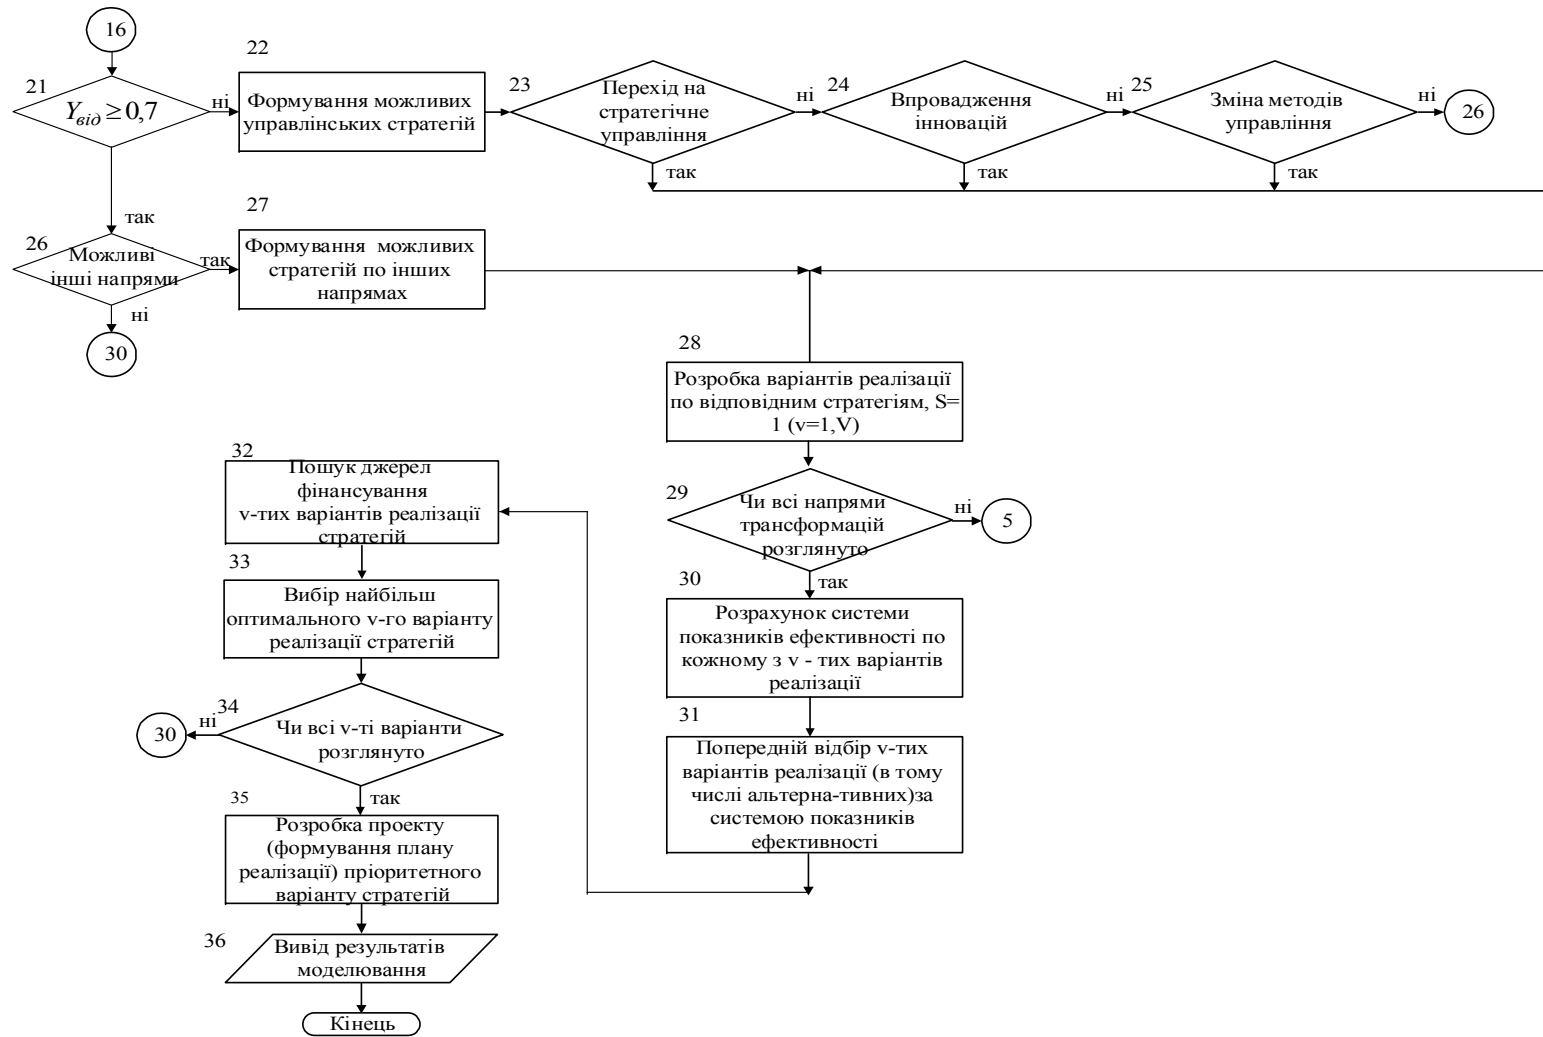 16
21
Yвід ≥ 0,7
ні
22
Формування можливих
управлінських стратегій
23
Перехід на
стратегічне
управління
ні
24
Впровадження
інновацій
ні
25
Зміна методів
управління
ні
26
так
так
так
так
26
Можливі
інші напрями
так
27
Формування можливих
стратегій по інших
напрямах
ні
30
28
Розробка варіантів реалізації
по відповідним стратегіям, S=
1 (v=1,V)
29
Чи всі напрями
трансформацій
розглянуто
ні
5
так
30
Розрахунок системи
показників ефективності по
кожному з v - тих варіантів
реалізації
31
Попередній відбір v-тих
варіантів реалізації (в тому
числі альтерна-тивних)за
системою показників
ефективності
32
Пошук джерел
фінансування
v-тих варіантів реалізації
стратегій
33
Вибір найбільш
оптимального v-го варіанту
реалізації стратегій
34
Чи всі v-ті варіанти
розглянуто
ні
30
так
35
Розробка проекту
(формування плану
реалізації) пріоритетного
варіанту стратегій
36
Вивід результатів
моделювання
Кінець